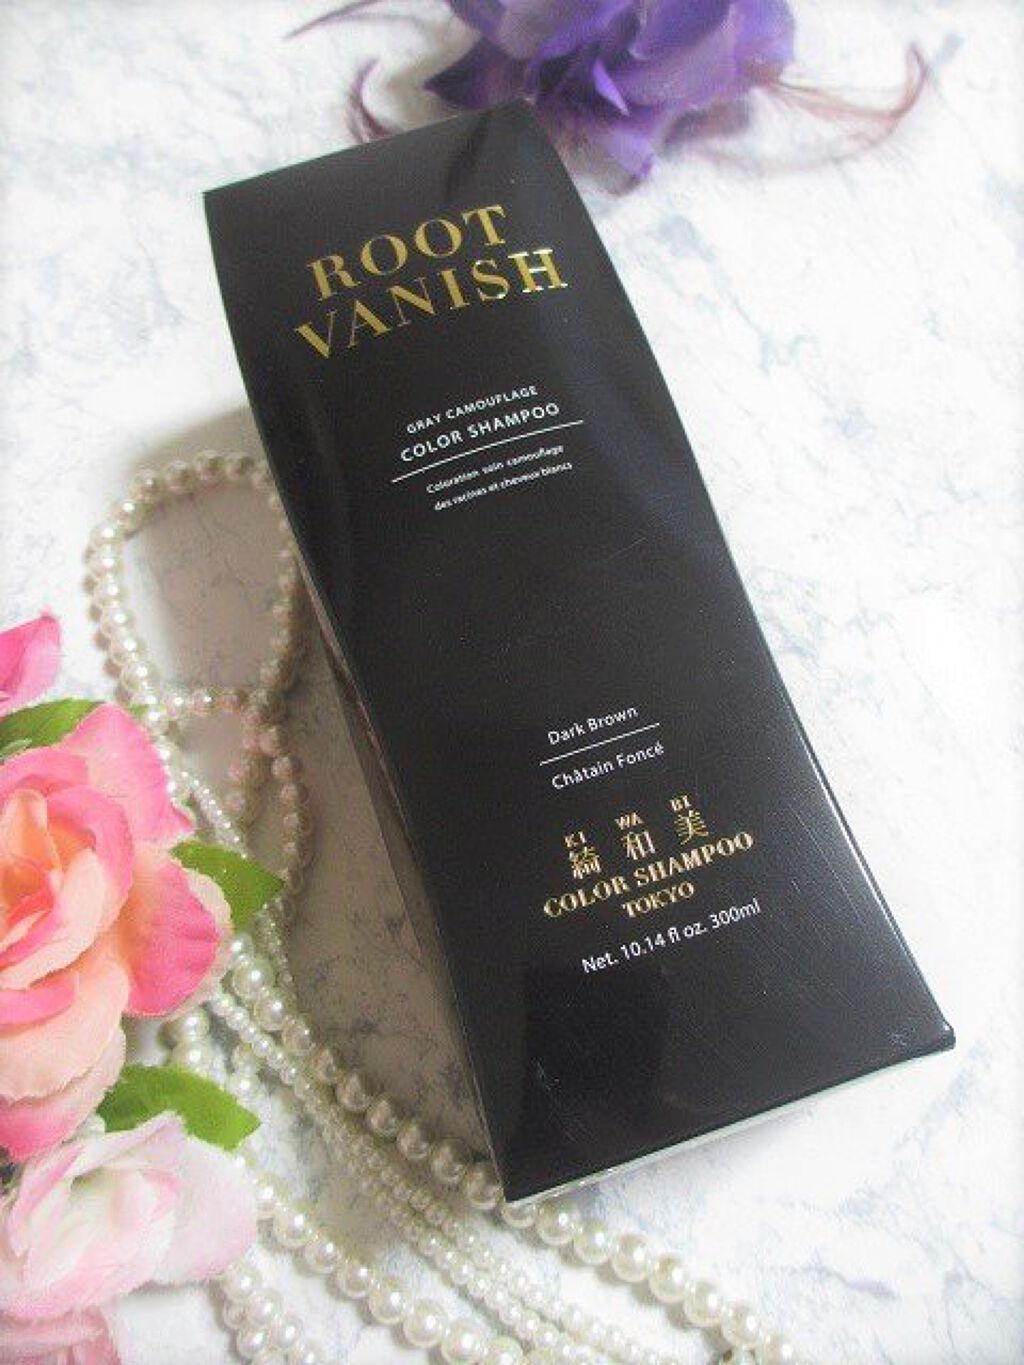 ROOT
VANISH
GRAY CAMOUFLAGE
COLOR SHAMPOO
Coloration soin camouflage
des racines et cheveux blancs
Dark Brown
Châtain Foncé
KI WA BI
綺和美
COLOR SHAMPOO
TOKYO
Net. 10.14 fl oz. 300ml